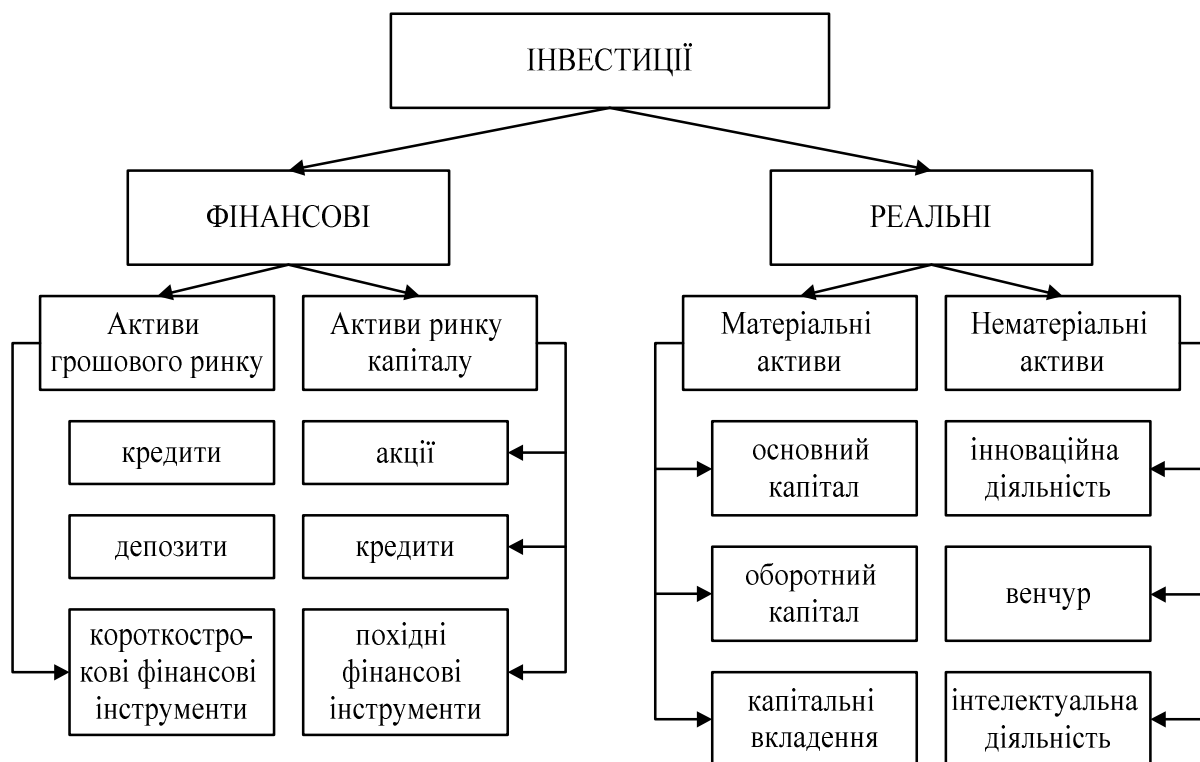 ІНВЕСТИЦІЇ
ФІНАНСОВІ
РЕАЛЬНІ
Активи
грошового ринку
Активи ринку
капіталу
Матеріальні
активи
Нематеріальні
активи
кредити
акції
основний
капітал
інноваційна
діяльність
депозити
кредити
оборотний
капітал
венчур
короткостро-
кові фінансові
інструменти
похідні
фінансові
інструменти
капітальні
вкладення
інтелектуальна
діяльність